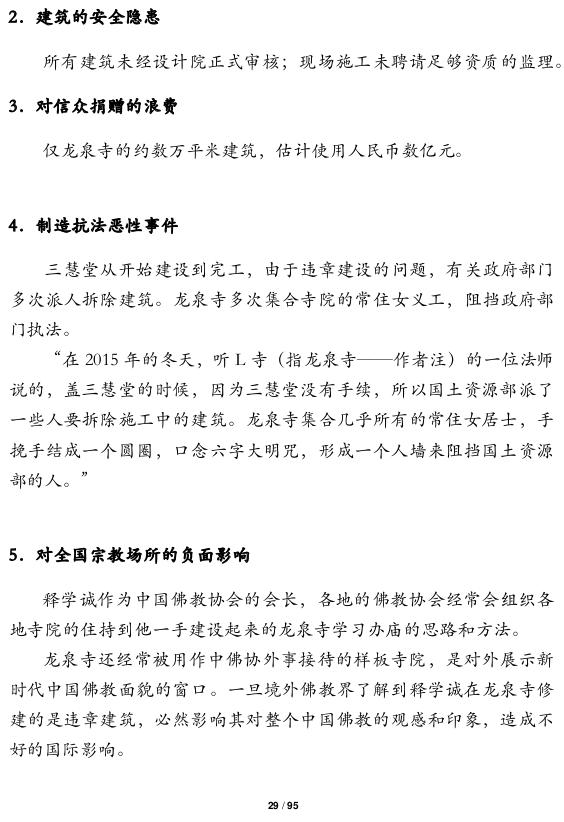 2．建筑的安全隐患
所有建筑未经设计院正式审核；现场施工未聘请足够资质的监理。
3．对信众捐赠的浪费
仅龙泉寺的约数万平米建筑，估计使用人民币数亿元。
4．制造抗法恶性事件
三慧堂从开始建设到完工，由于违章建设的问题，有关政府部门
多次派人拆除建筑。龙泉寺多次集合寺院的常住女义工，阻挡政府部
门执法。
“在 2015 年的冬天，听 L 寺（指龙泉寺——作者注）的一位法师
说的，盖三慧堂的时候，因为三慧堂没有手续，所以国土资源部派了
一些人要拆除施工中的建筑。龙泉寺集合几乎所有的常住女居士，手
挽手结成一个圆圈，口念六字大明咒，形成一个人墙来阻挡国土资源
部的人。”
5．对全国宗教场所的负面影响
释学诚作为中国佛教协会的会长，各地的佛教协会经常会组织各
地寺院的住持到他一手建设起来的龙泉寺学习办庙的思路和方法。
龙泉寺还经常被用作中佛协外事接待的样板寺院，是对外展示新
时代中国佛教面貌的窗口。一旦境外佛教界了解到释学诚在龙泉寺修
建的是违章建筑，必然影响其对整个中国佛教的观感和印象，造成不
好的国际影响。
29 / 95